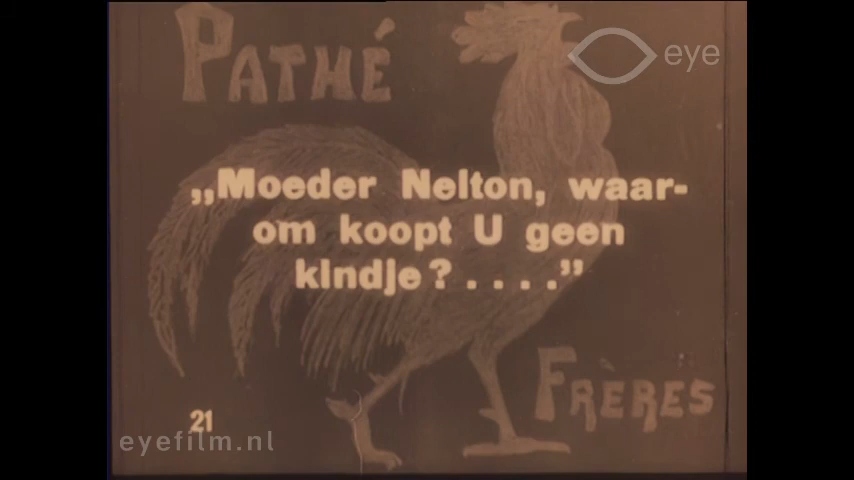 PATHÉ
eye
„Moeder Nelton, waar-
om koopt U geen
kindje?....”
FRÈRES
21
eyefilm.nl